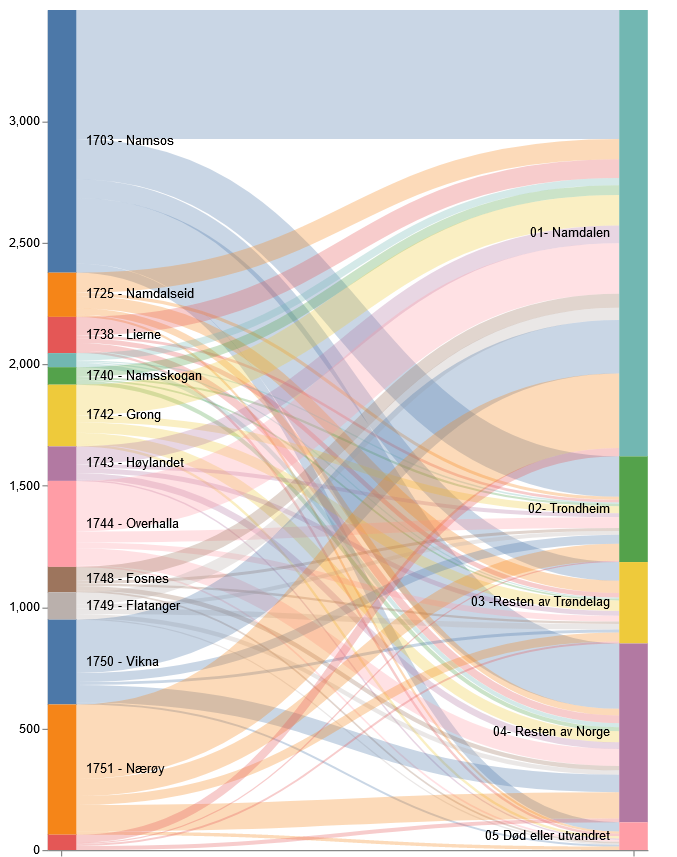 3,000
2,500
2,000
1,500
1,000
500
0
1703 - Namsos
1725 - Namdalseid
1738 - Lierne
1740 - Namsskogan
1742 - Grong
1743 - Høylandet
1744 - Overhalla
1748 - Fosnes
1749 - Flatanger
1750 - Vikna
1751 - Nærøy
01- Namdalen
02- Trondheim
03 -Resten av Trøndelag
04- Resten av Norge
05 Død eller utvandret